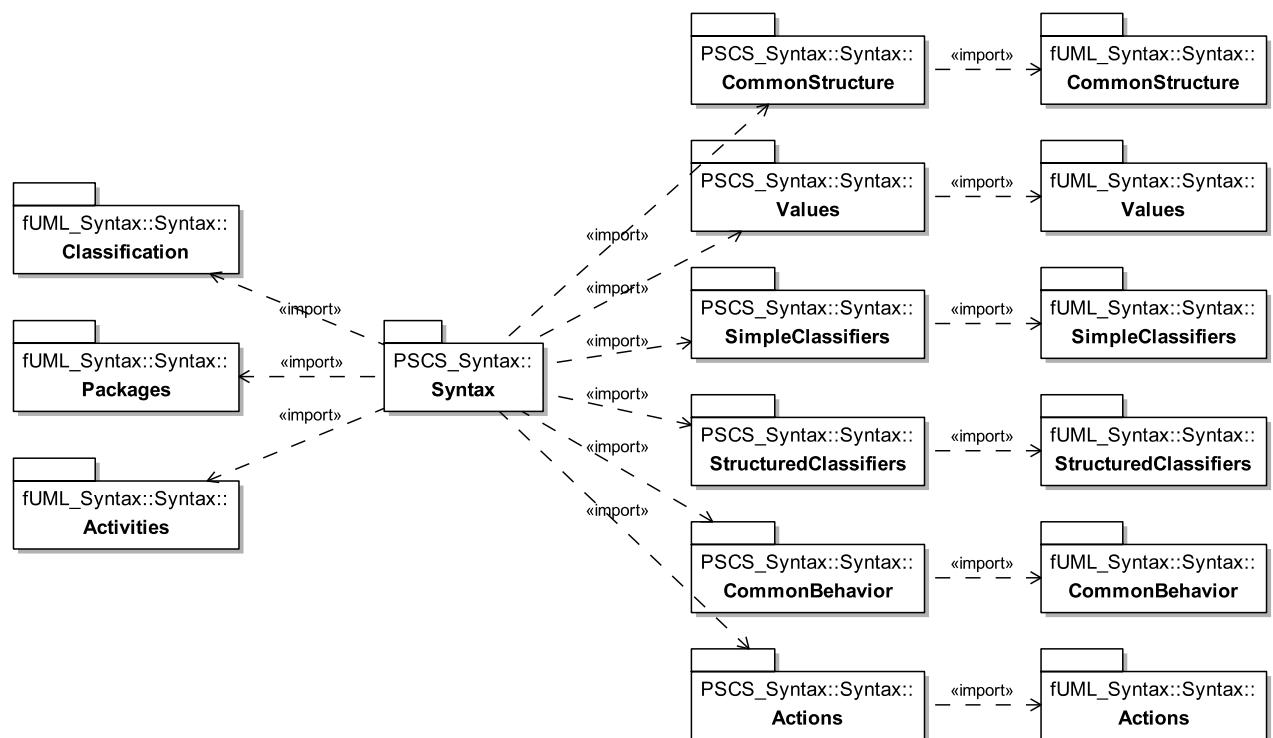 PSCS_Syntax::Syntax::
CommonStructure
«import»
fUML_Syntax::Syntax::
CommonStructure
PSCS_Syntax::Syntax::
Values
«import»
fUML_Syntax::Syntax::
Values
fUML_Syntax::Syntax::
Classification
«import»
«import»
«import»
PSCS_Syntax::Syntax::
SimpleClassifiers
«import»
fUML_Syntax::Syntax::
SimpleClassifiers
fUML_Syntax::Syntax::
Packages
«import»
PSCS_Syntax::
Syntax
«import»
«import»
«import»
«import»
«import»
PSCS_Syntax::Syntax::
StructuredClassifiers
«import»
fUML_Syntax::Syntax::
StructuredClassifiers
fUML_Syntax::Syntax::
Activities
PSCS_Syntax::Syntax::
CommonBehavior
«import»
fUML_Syntax::Syntax::
CommonBehavior
PSCS_Syntax::Syntax::
Actions
«import»
fUML_Syntax::Syntax::
Actions